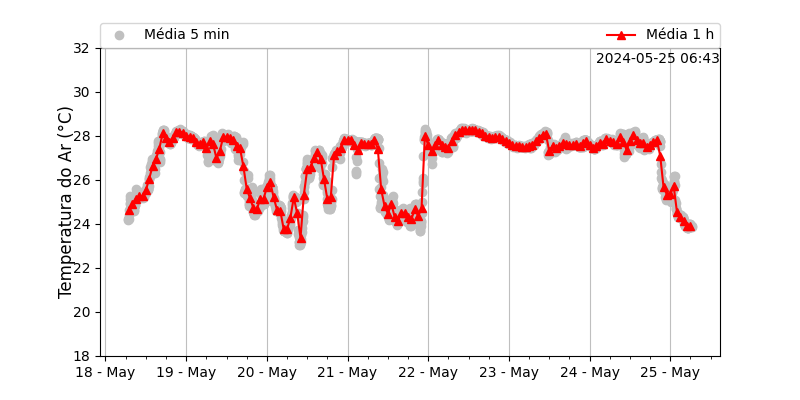 Média 5 min
Média 1 h
2024-05-25 06:43
Temperatura do Ar (°C)
32
30
28
26
24
22
20
18
18 - May
19 - May
20 - May
21 - May
22 - May
23 - May
24 - May
25 - May